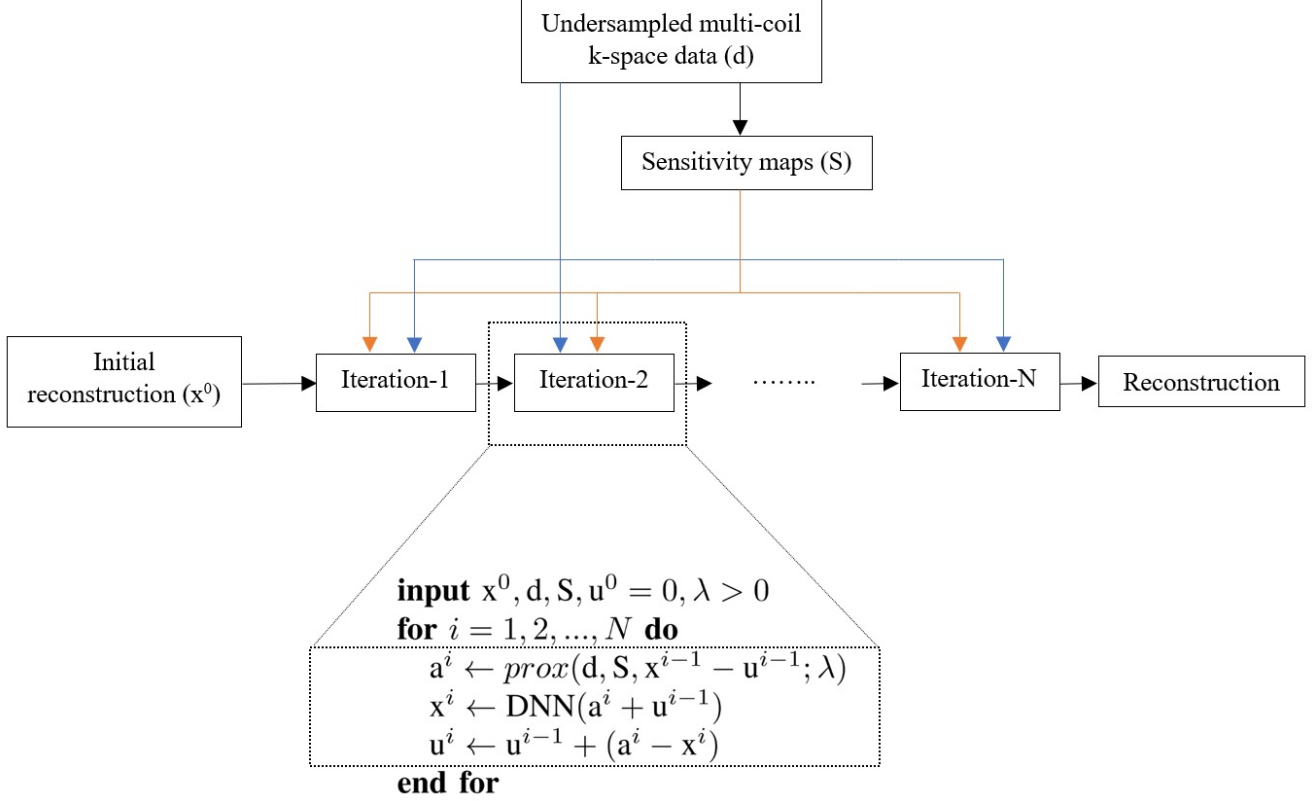 Undersampled multi-coil
k-space data (d)
Sensitivity maps (S)
Initial
reconstruction (x⁰)
Iteration-1
Iteration-2
........
Iteration-N
Reconstruction
input x⁰, d, S, u⁰ = 0, λ > 0
for i = 1, 2, ..., N do
aⁱ ← prox(d, S, xⁱ⁻¹ − uⁱ⁻¹; λ)
xⁱ ← DNN(aⁱ + uⁱ⁻¹)
uⁱ ← uⁱ⁻¹ + (aⁱ − xⁱ)
end for